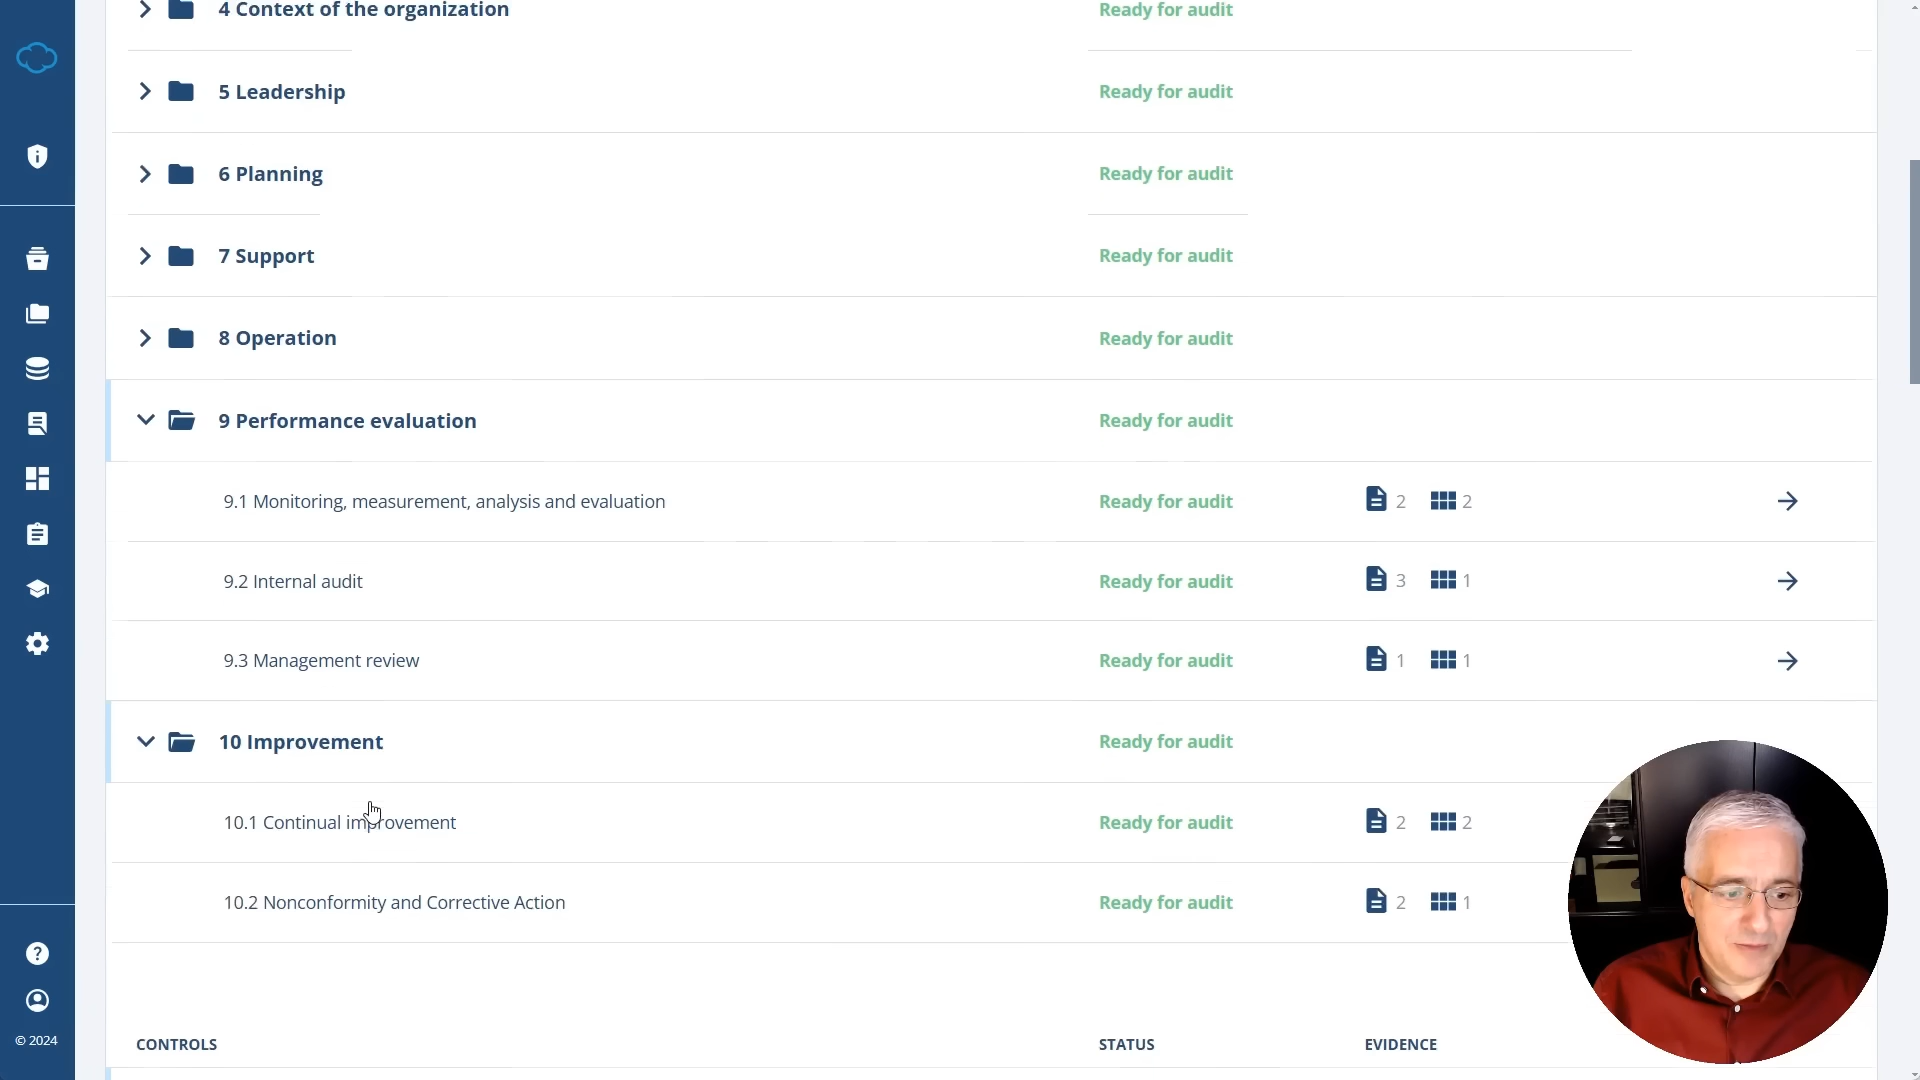 4 Context of the organization Ready for audit
5 Leadership Ready for audit
6 Planning Ready for audit
7 Support Ready for audit
8 Operation Ready for audit
9 Performance evaluation Ready for audit
9.1 Monitoring, measurement, analysis and evaluation Ready for audit 2 2
9.2 Internal audit Ready for audit 3 1
9.3 Management review Ready for audit 1 1
10 Improvement Ready for audit
10.1 Continual improvement Ready for audit 2 2
10.2 Nonconformity and Corrective Action Ready for audit 2 1
© 2024
CONTROLS STATUS EVIDENCE